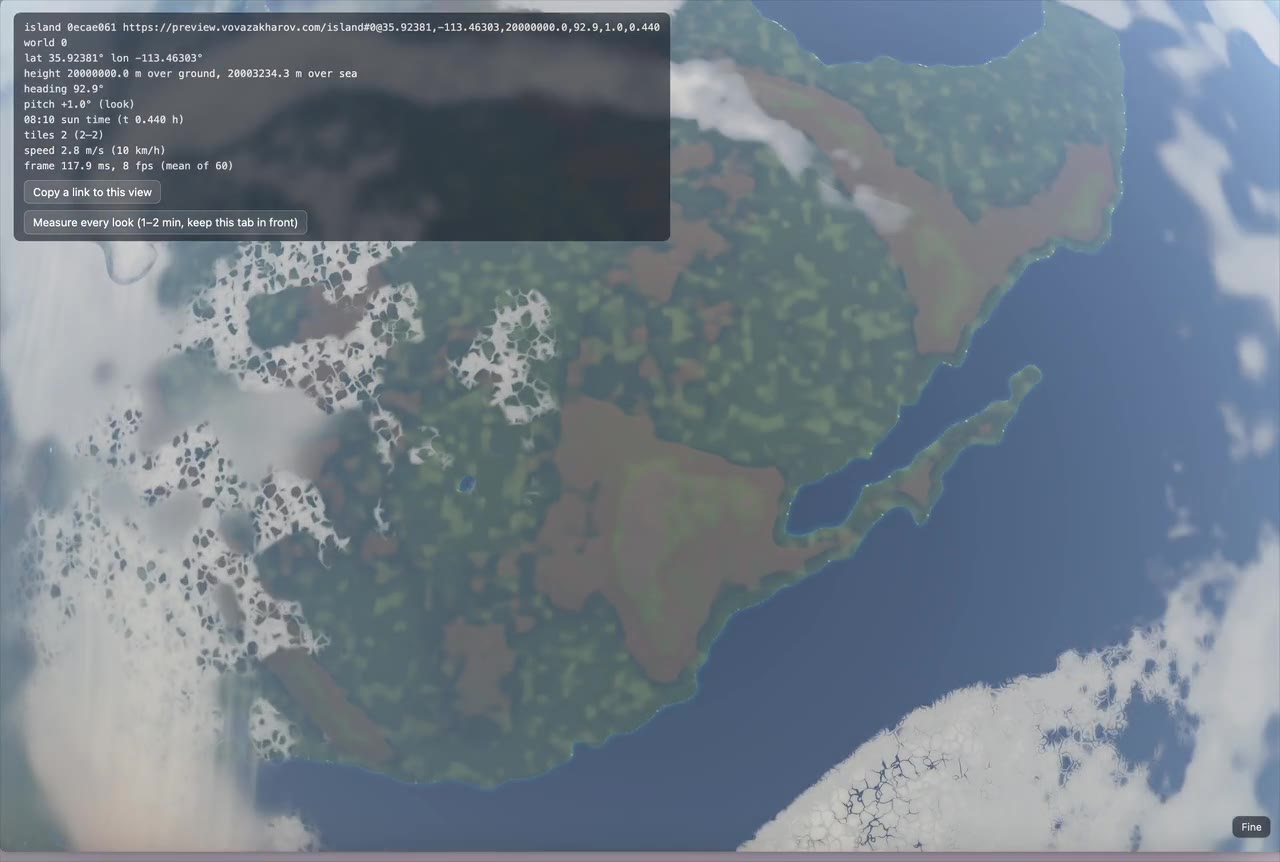 island 0ecae061 https://preview.vovazakharov.com/island#0@35.92381,-113.46303,20000000.0,92.9,1.0,0.440
world 0
lat 35.92381° lon -113.46303°
height 20000000.0 m over ground, 20003234.3 m over sea
heading 92.9°
pitch +1.0° (look)
08:10 sun time (t 0.440 h)
tiles 2 (2–2)
speed 2.8 m/s (10 km/h)
frame 117.9 ms, 8 fps (mean of 60)
Copy a link to this view
Measure every look (1–2 min, keep this tab in front)
Fine